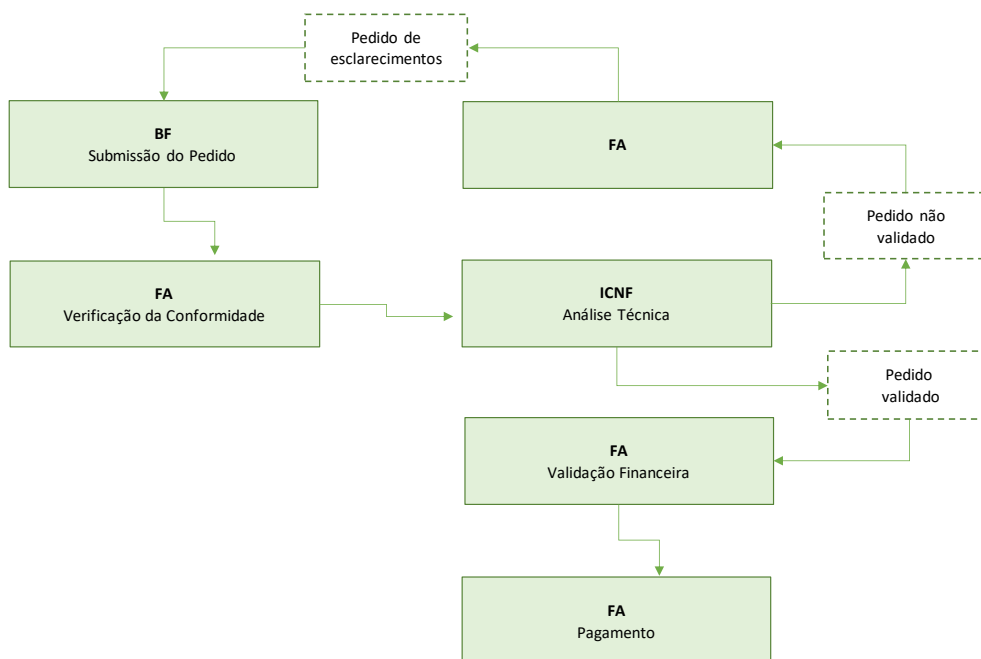 Pedido de
esclarecimentos
BF
Submissão do Pedido
FA
Pedido não
validado
FA
Verificação da Conformidade
ICNF
Análise Técnica
Pedido
validado
FA
Validação Financeira
FA
Pagamento